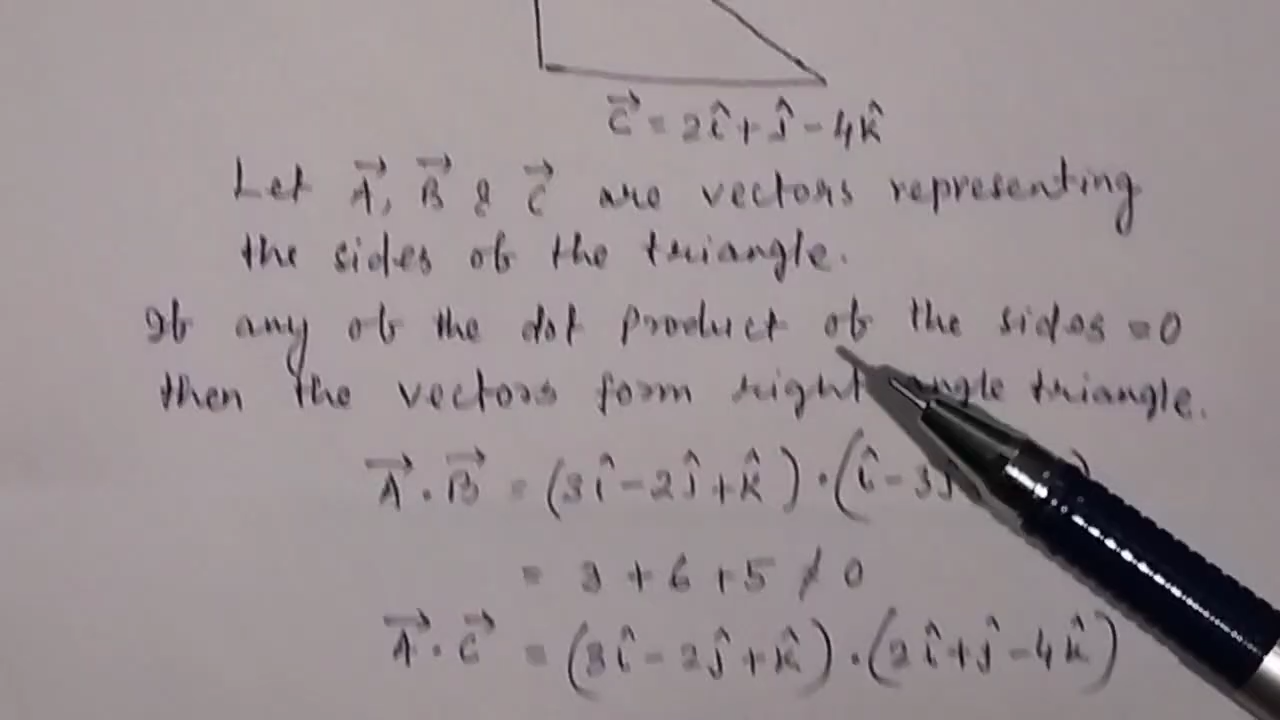 C⃗ = 2î + ĵ - 4k̂
Let A⃗, B⃗ & C⃗ are vectors representing
the sides of the triangle.
If any of the dot product of the sides = 0
then the vectors form right angle triangle.
A⃗ . B⃗ = (3î - 2ĵ + k̂) . (î - 3ĵ )
= 3 + 6 + 5 ≠ 0
A⃗ . C⃗ = (3î - 2ĵ + k̂) . (2î + ĵ - 4k̂)